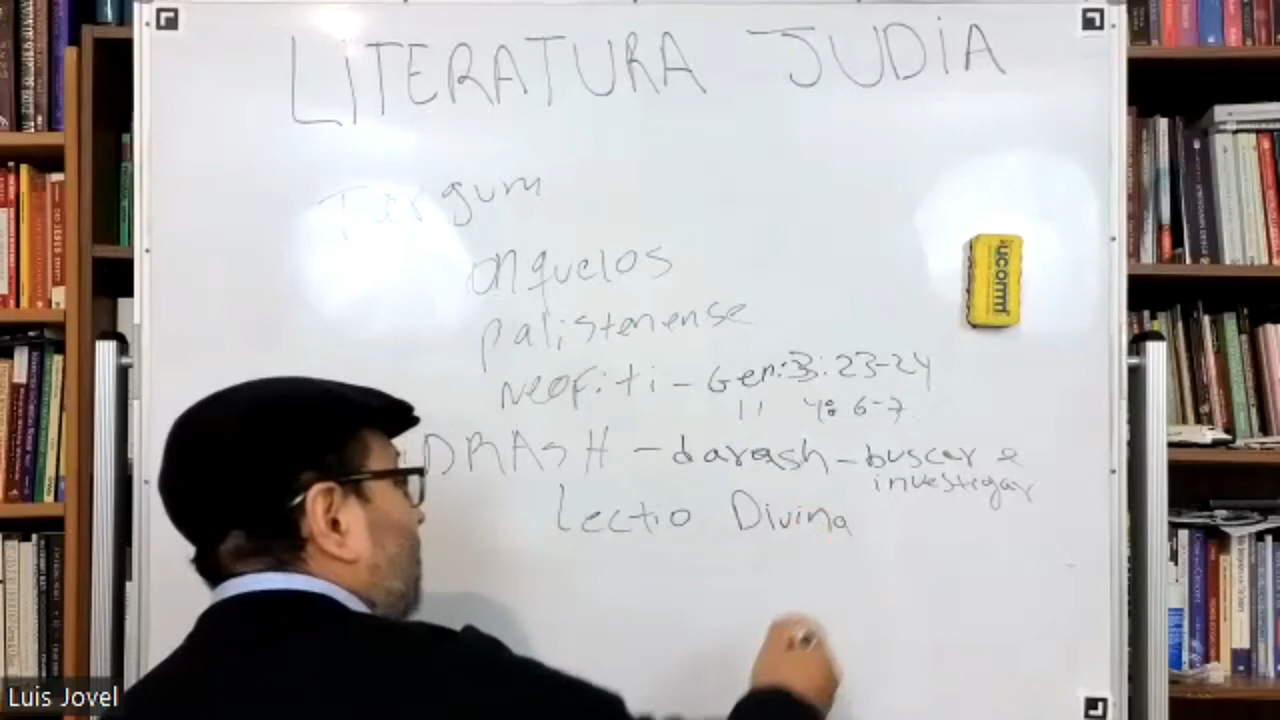 LITERATURA JUDIA
Targum
onquelos
palistenense
Neofiti - Gen: 3: 23-24
11 4: 6-7
DRASH - darash - buscar e
investigar
Lectio Divina
Luis Jovel